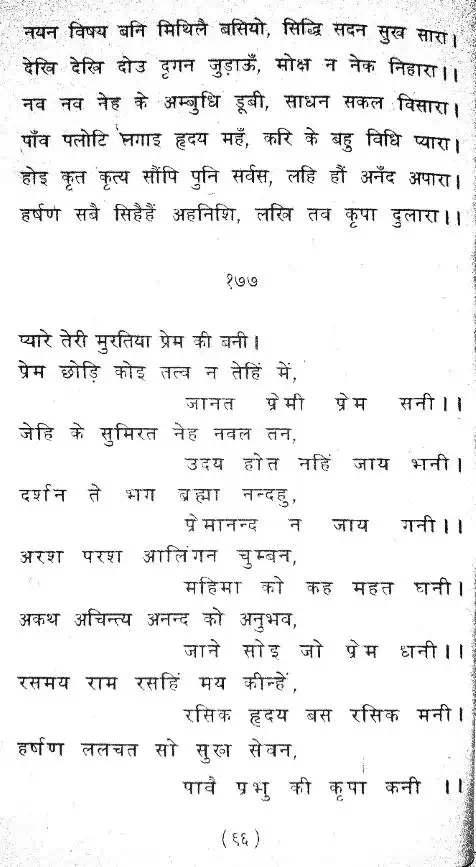 नयन विषय बनि मिथिलै बसियो, सिद्धि सदन सुख सारा।
देखि देखि दोउ दृगन जुड़ाऊँ, मोक्ष न नेक निहारा।।
नव नव नेह के अम्बुधि डूबी, साधन सकल विसारा।
पाँव पलोटि लगाइ हृदय महँ, करि के बहु विधि प्यारा।
होइ कृत कृत्य सौंपि पुनि सर्वस, लहि हौं अनँद अपारा।
हर्षण सबै सिहैहैं अहनिशि, लखि तव कृपा दुलारा।।
१७७
प्यारे तेरी मुरतिया प्रेम की बनी।
प्रेम छोड़ि कोइ तत्व न तेहिं में,
जानत प्रेमी प्रेम सनी।।
जेहि के सुमिरत नेह नवल तन,
उदय होत नहिं जाय भनी।
दर्शन ते भग ब्रह्मा नन्दहु,
प्रेमानन्द न जाय गनी।।
अरश परश आलिंगन चुम्बन,
महिमा को कह महत घनी।
अकथ अचिन्त्य अनन्द को अनुभव,
जाने सोइ जो प्रेम धनी।।
रसमय राम रसहिं मय कीन्हें,
रसिक हृदय बस रसिक मनी।
हर्षण ललचत सो सुख सेवन,
पावै प्रभु की कृपा कनी ।।
(६६)